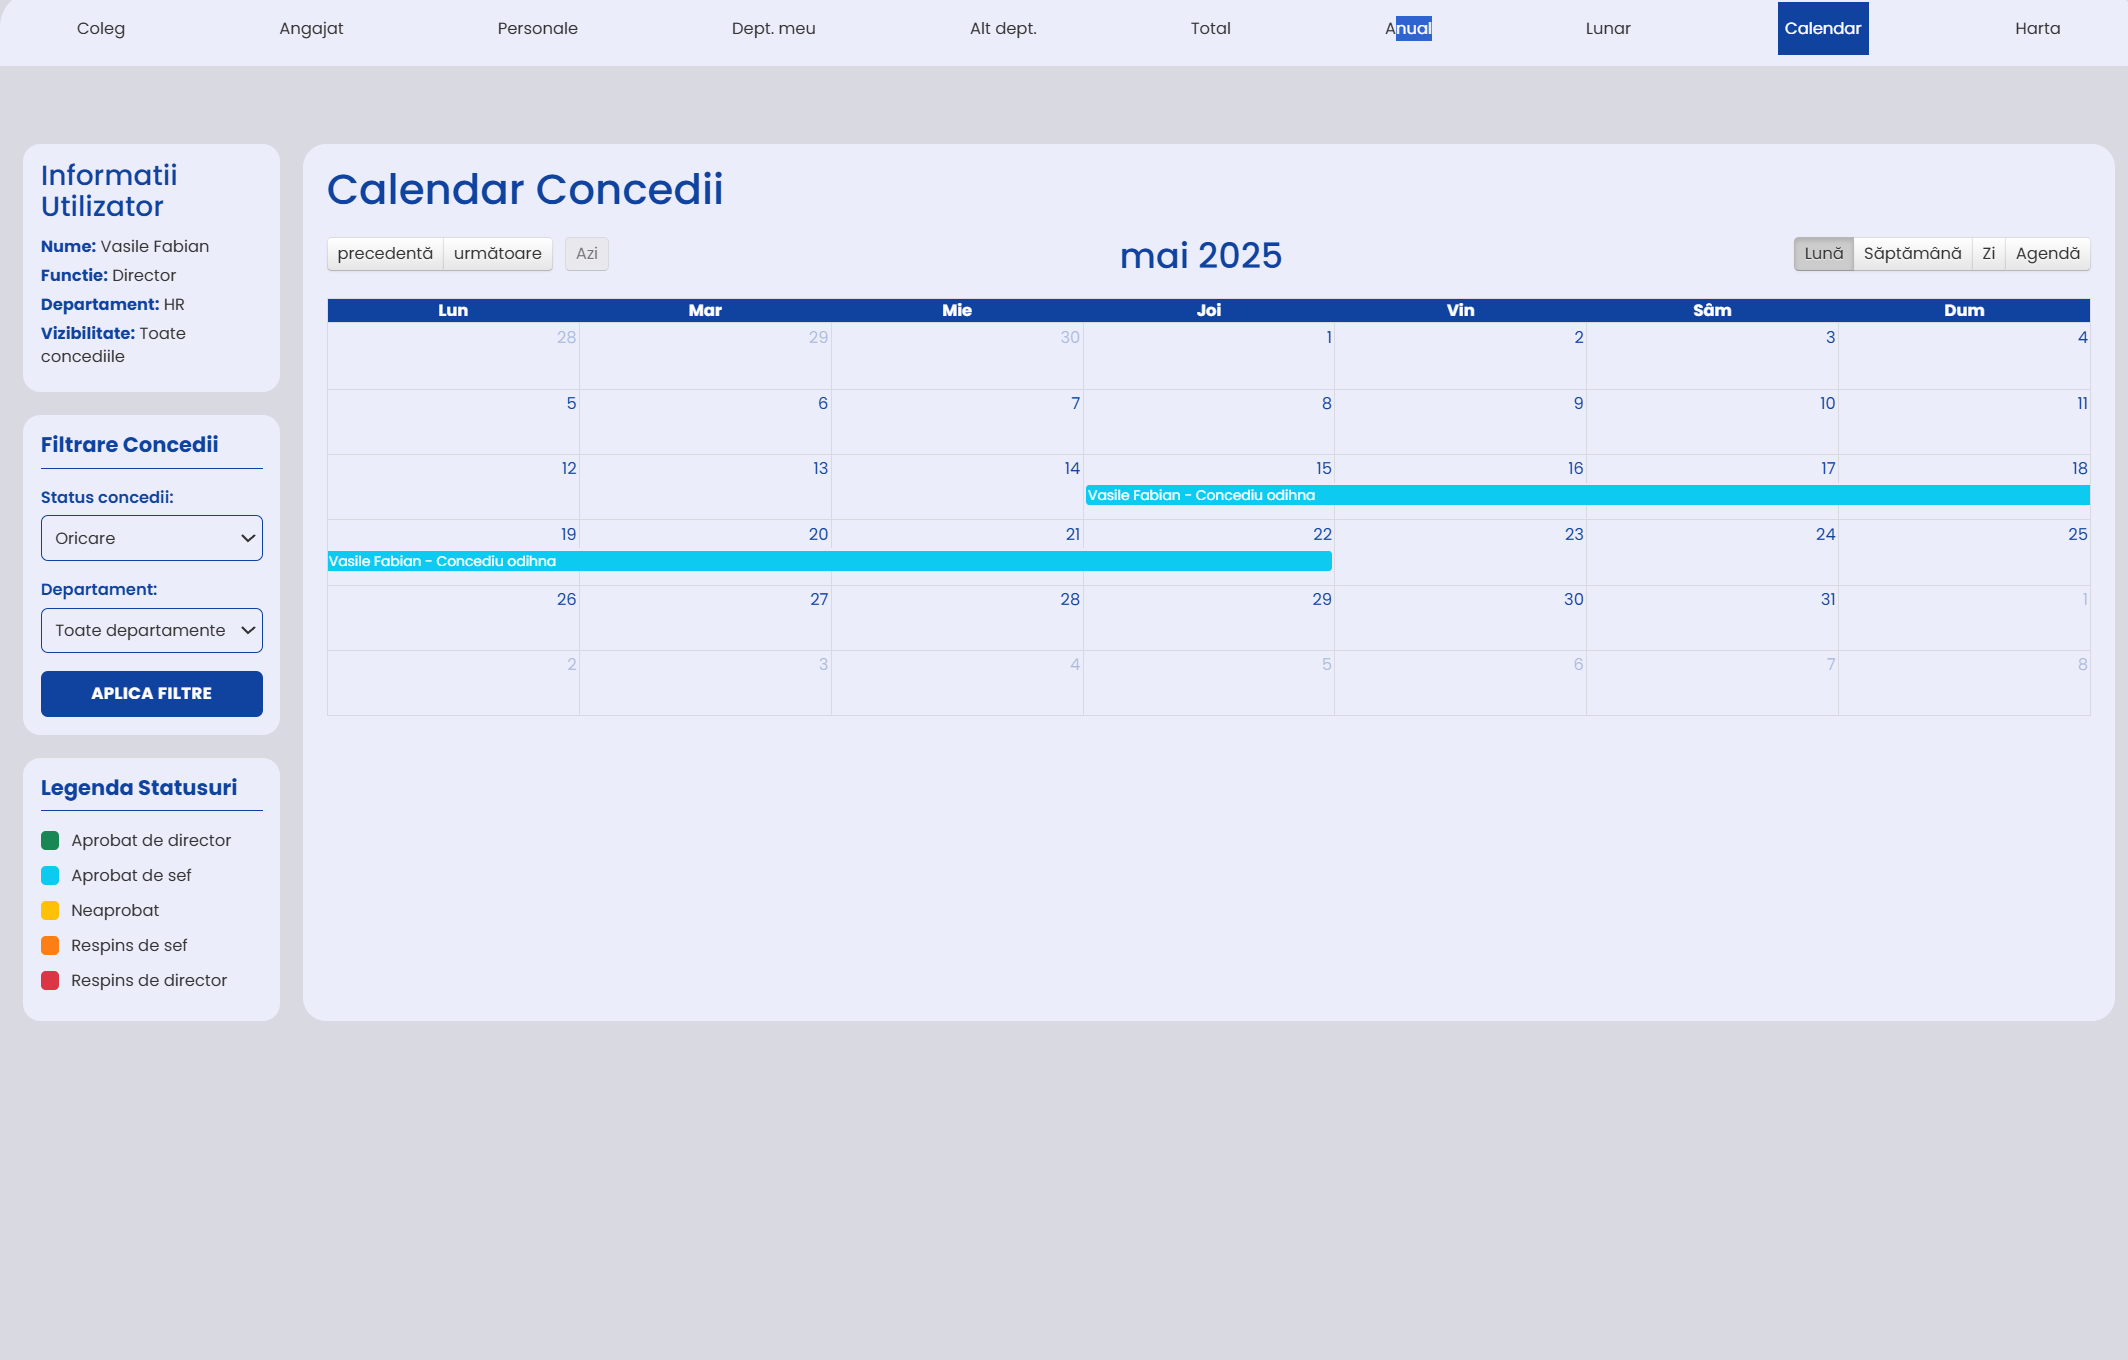 Coleg Angajat Personale Dept. meu Alt dept. Total Anual Lunar Calendar Harta
Informatii
Utilizator
Nume: Vasile Fabian
Functie: Director
Departament: HR
Vizibilitate: Toate
concediile
Filtrare Concedii
Status concedii:
Oricare
Departament:
Toate departamente
APLICA FILTRE
Legenda Statusuri
Aprobat de director
Aprobat de sef
Neaprobat
Respins de sef
Respins de director
Calendar Concedii
precedentă următoare Azi mai 2025 Lună Săptămână Zi Agendă
Lun Mar Mie Joi Vin Sâm Dum
28 29 30 1 2 3 4
5 6 7 8 9 10 11
12 13 14 15 16 17 18
Vasile Fabian - Concediu odihna
19 20 21 22 23 24 25
Vasile Fabian - Concediu odihna
26 27 28 29 30 31 1
2 3 4 5 6 7 8